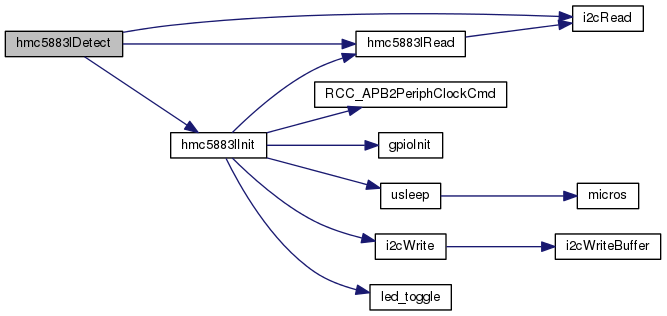 hmc5883lDetect
i2cRead
hmc5883lRead
RCC_APB2PeriphClockCmd
hmc5883lInit
gpioInit
usleep
micros
i2cWrite
i2cWriteBuffer
led_toggle